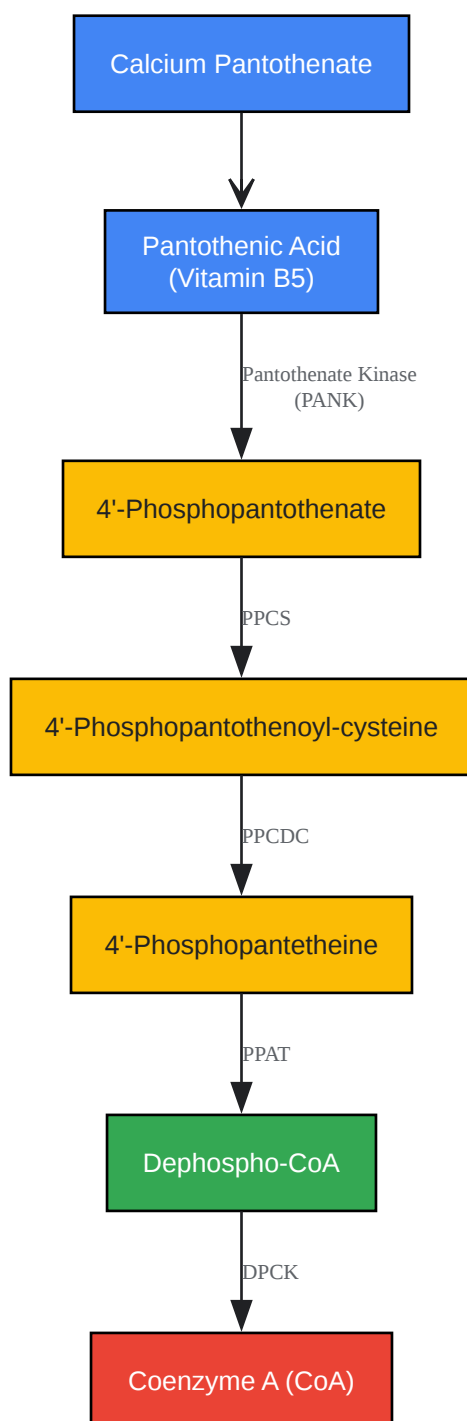 Calcium Pantothenate
Pantothenic Acid
(Vitamin B5)
Pantothenate Kinase
(PANK)
4'-Phosphopantothenate
PPCS
4'-Phosphopantothenoyl-cysteine
PPCDC
4'-Phosphopantetheine
PPAT
Dephospho-CoA
DPCK
Coenzyme A (CoA)